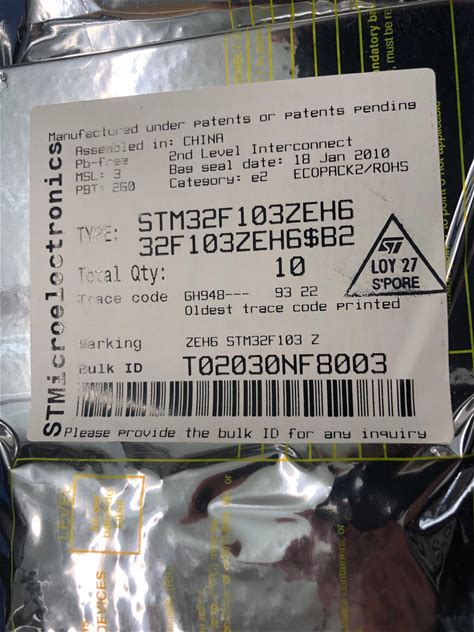 Manufactured under patents or patents pending
Assembled in: CHINA
Pb-free 2nd Level Interconnect
MSL: 3 Bag seal date: 18 Jan 2010
PBT: 260 Category: e2 ECOPACK2/ROHS
TYPE: STM32F103ZEH6
32F103ZEH6$B2
Total Qty: 10
Trace code GH948--- 93 22
Oldest trace code printed
Marking ZEH6 STM32F103 Z
Bulk ID T02030NF8003
Please provide the bulk ID for any inquiry
STMicroelectronics
ST
LOY 27
S'PORE
LEVEL
DEVICES